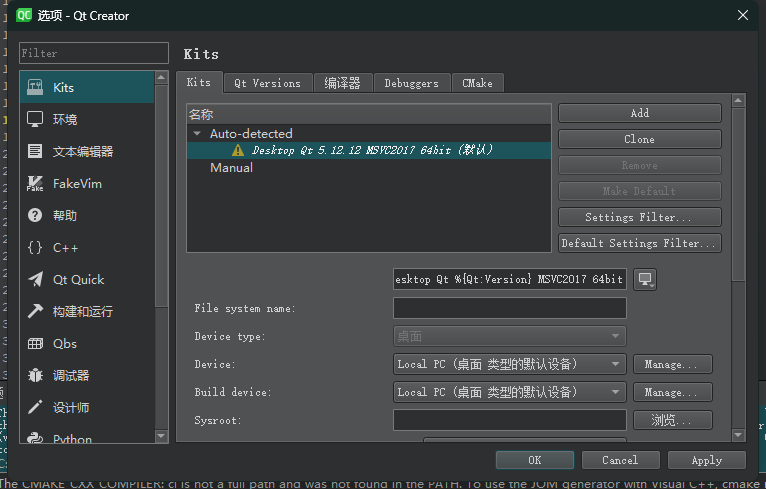 QC 选项 - Qt Creator
Filter
Kits
环境
文本编辑器
FakeVim
帮助
C++
Qt Quick
构建和运行
Qbs
调试器
设计师
Python
Kits
Kits Qt Versions 编译器 Debuggers CMake
名称
Auto-detected
Desktop Qt 5.12.12 MSVC2017 64bit (默认)
Manual
Add
Clone
Remove
Make Default
Settings Filter...
Default Settings Filter...
esktop Qt %{Qt:Version} MSVC2017 64bit
File system name:
Device type: 桌面
Device: Local PC (桌面 类型的默认设备) Manage...
Build device: Local PC (桌面 类型的默认设备) Manage...
Sysroot: 浏览...
OK Cancel Apply
The CMAKE_CXX_COMPILER: cl is not a full path and was not found in the PATH. To use the JOM generator with Visual C++, cmake